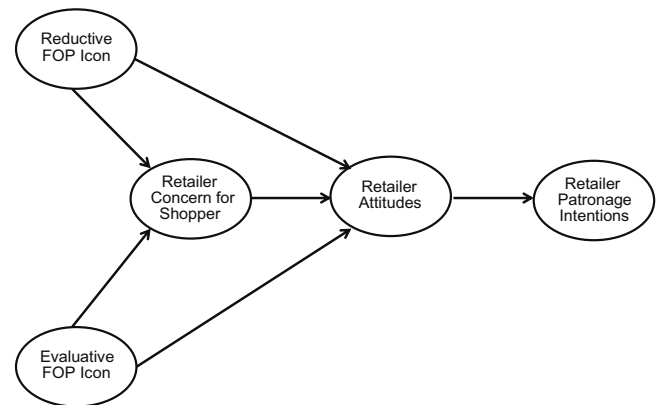 Reductive
FOP Icon
Retailer
Concern for
Shopper
Retailer
Attitudes
Retailer
Patronage
Intentions
Evaluative
FOP Icon